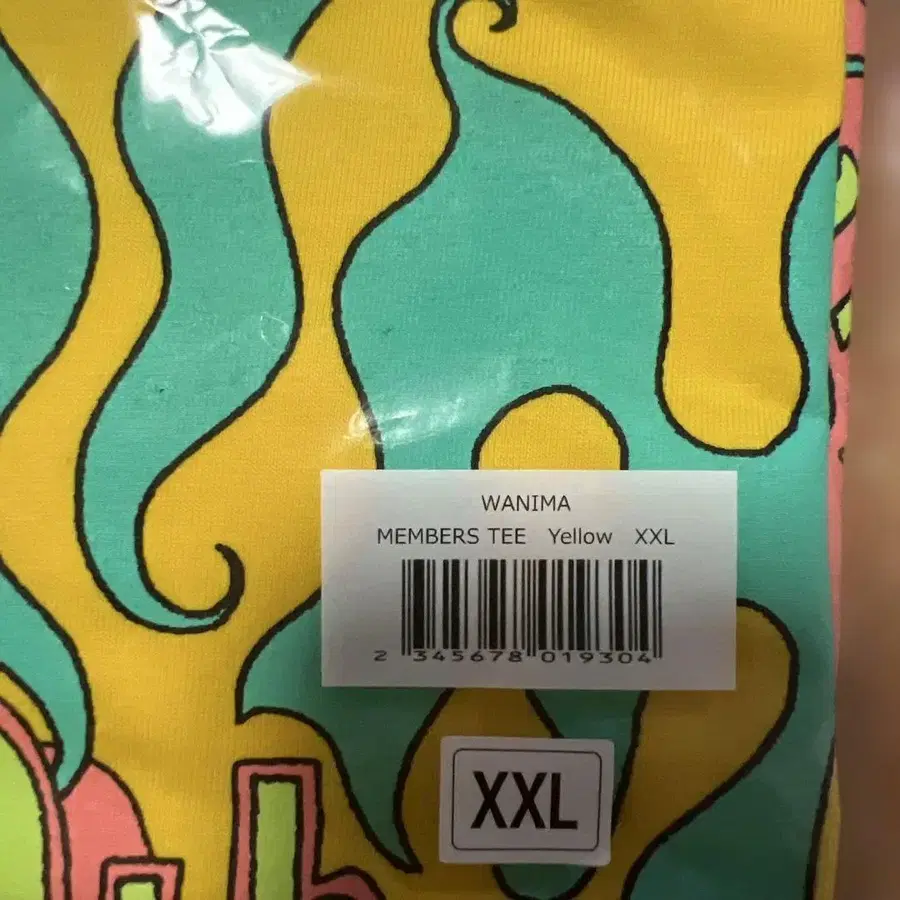 WANIMA
MEMBERS TEE Yellow XXL
2 345678 019304
XXL